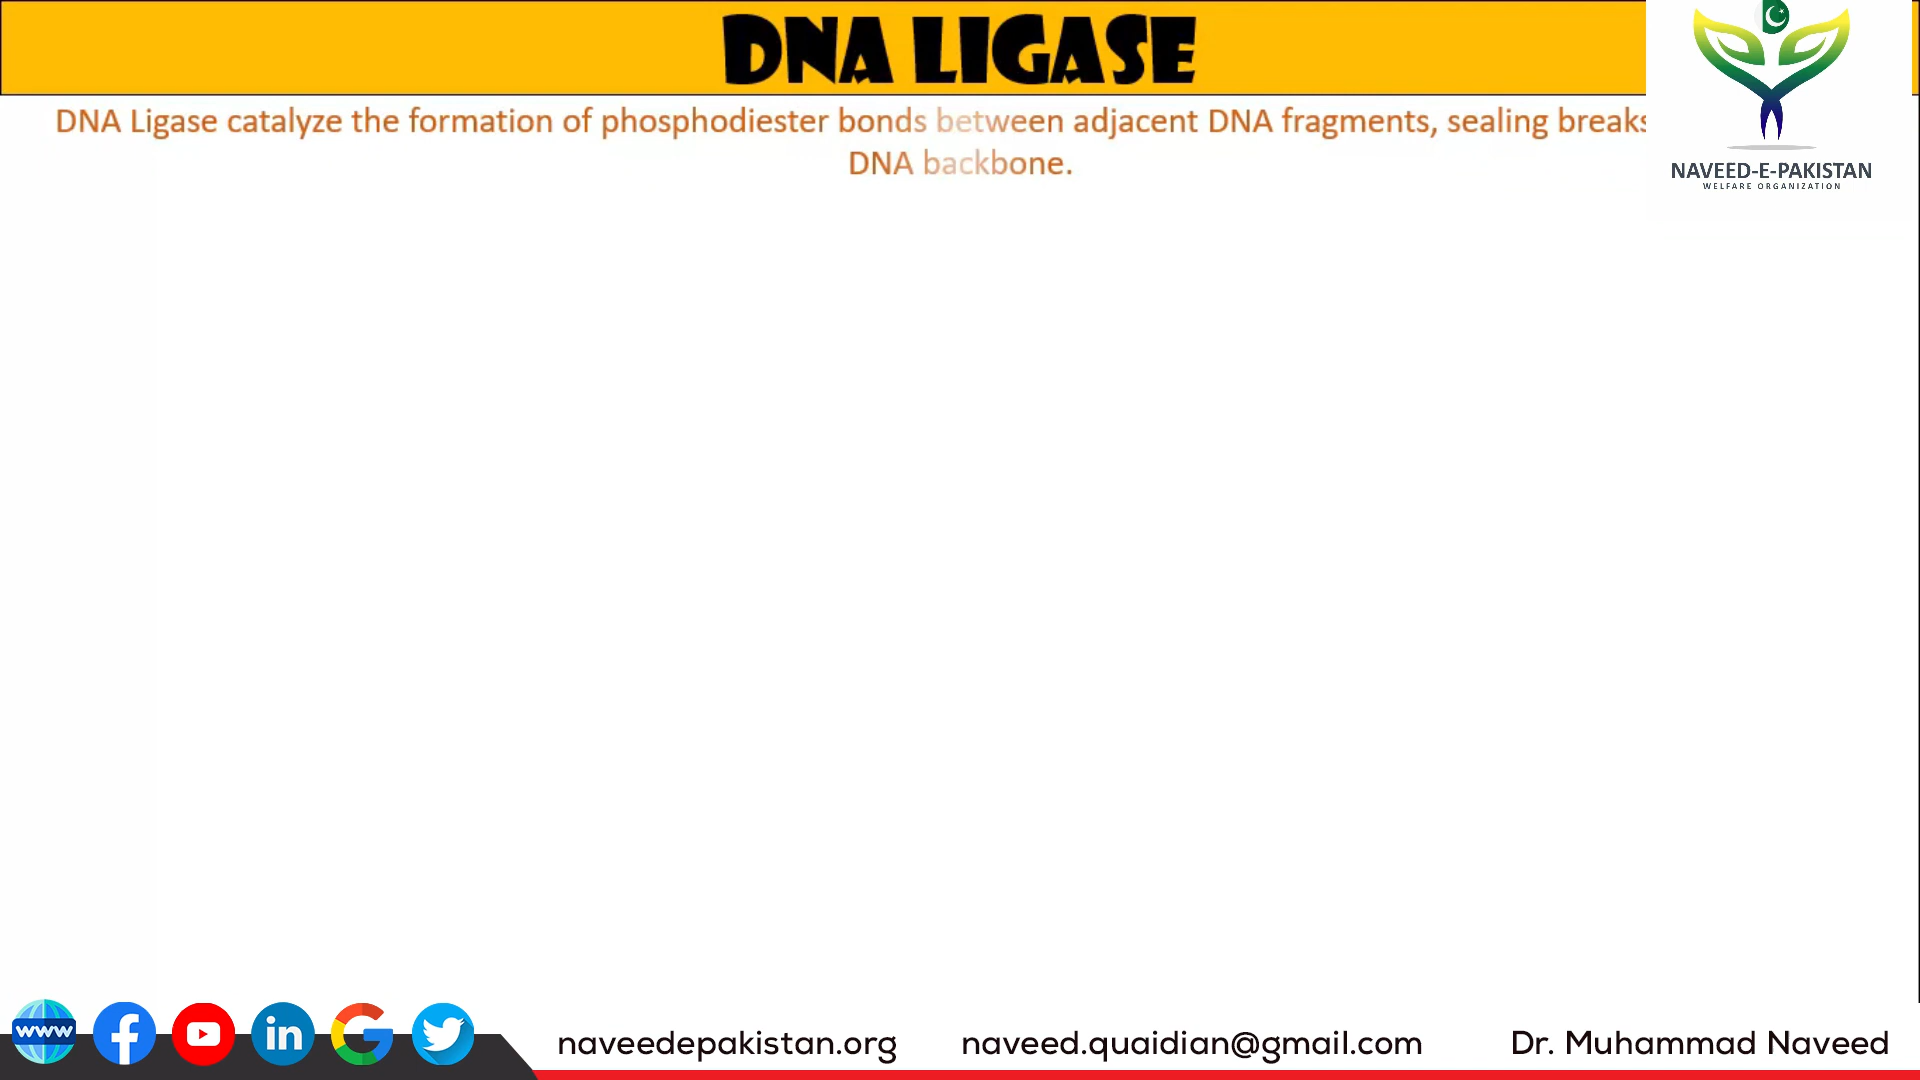 DNA LIGASE
DNA Ligase catalyze the formation of phosphodiester bonds between adjacent DNA fragments, sealing breaks
DNA backbone.
NAVEED-E-PAKISTAN
WELFARE ORGANIZATION
www
naveedepakistan.org
naveed.quaidian@gmail.com
Dr. Muhammad Naveed